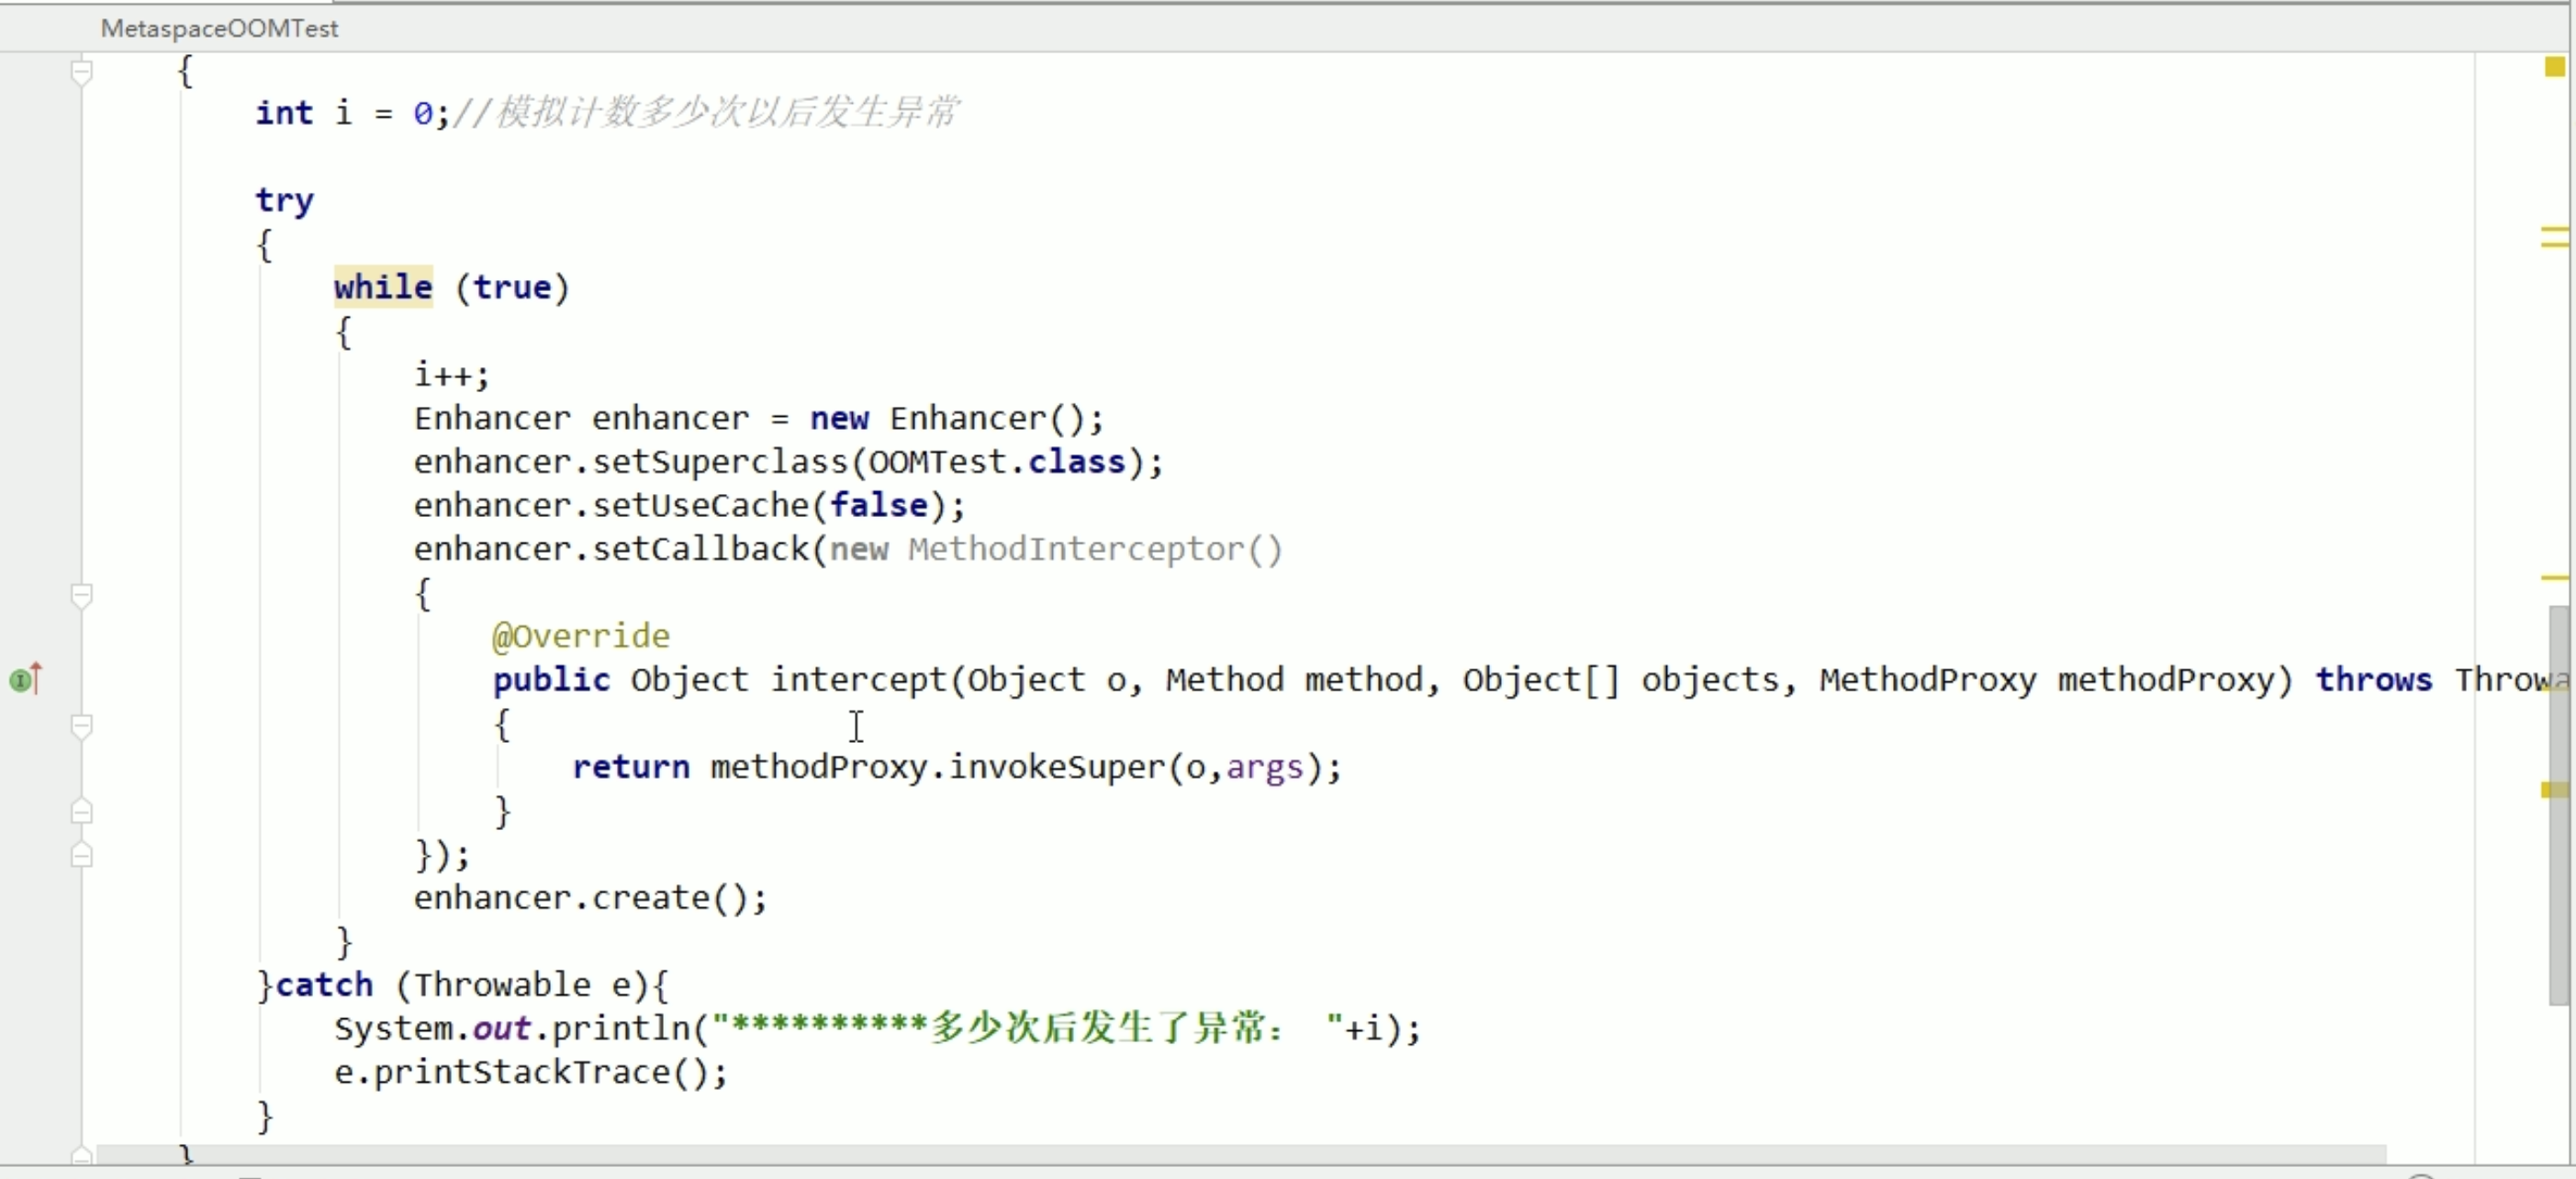 MetaspaceOOMTest
{
int i = 0;//模拟计数多少次以后发生异常
try
{
while (true)
{
i++;
Enhancer enhancer = new Enhancer();
enhancer.setSuperclass(OOMTest.class);
enhancer.setUseCache(false);
enhancer.setCallback(new MethodInterceptor()
{
@Override
public Object intercept(Object o, Method method, Object[] objects, MethodProxy methodProxy) throws Throwa
{
return methodProxy.invokeSuper(o,args);
}
});
enhancer.create();
}
}catch (Throwable e){
System.out.println("**********多少次后发生了异常： "+i);
e.printStackTrace();
}
}